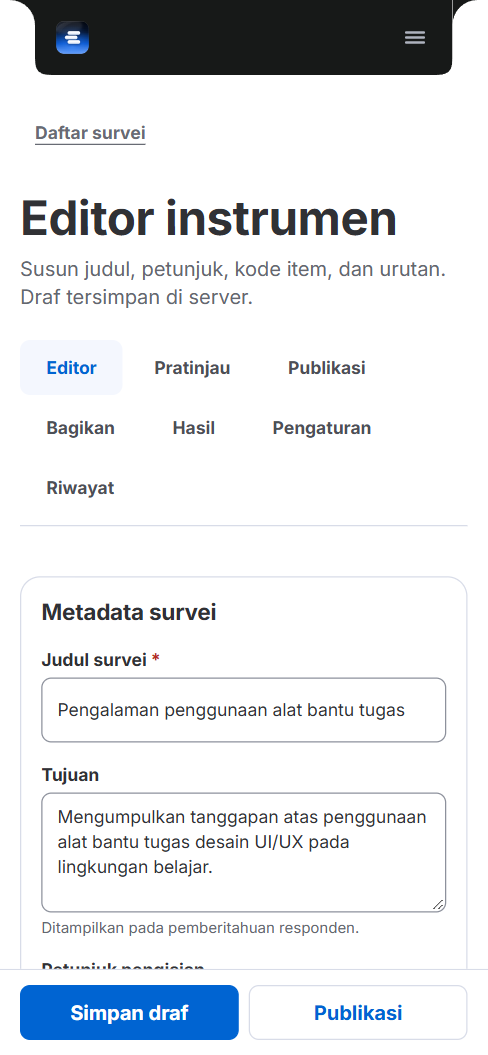 Daftar survei
Editor instrumen
Susun judul, petunjuk, kode item, dan urutan.
Draf tersimpan di server.
Editor
Pratinjau
Publikasi
Bagikan
Hasil
Pengaturan
Riwayat
Metadata survei
Judul survei *
Pengalaman penggunaan alat bantu tugas
Tujuan
Mengumpulkan tanggapan atas penggunaan
alat bantu tugas desain UI/UX pada
lingkungan belajar.
Ditampilkan pada pemberitahuan responden.
Petunjuk pengisian
Simpan draf
Publikasi